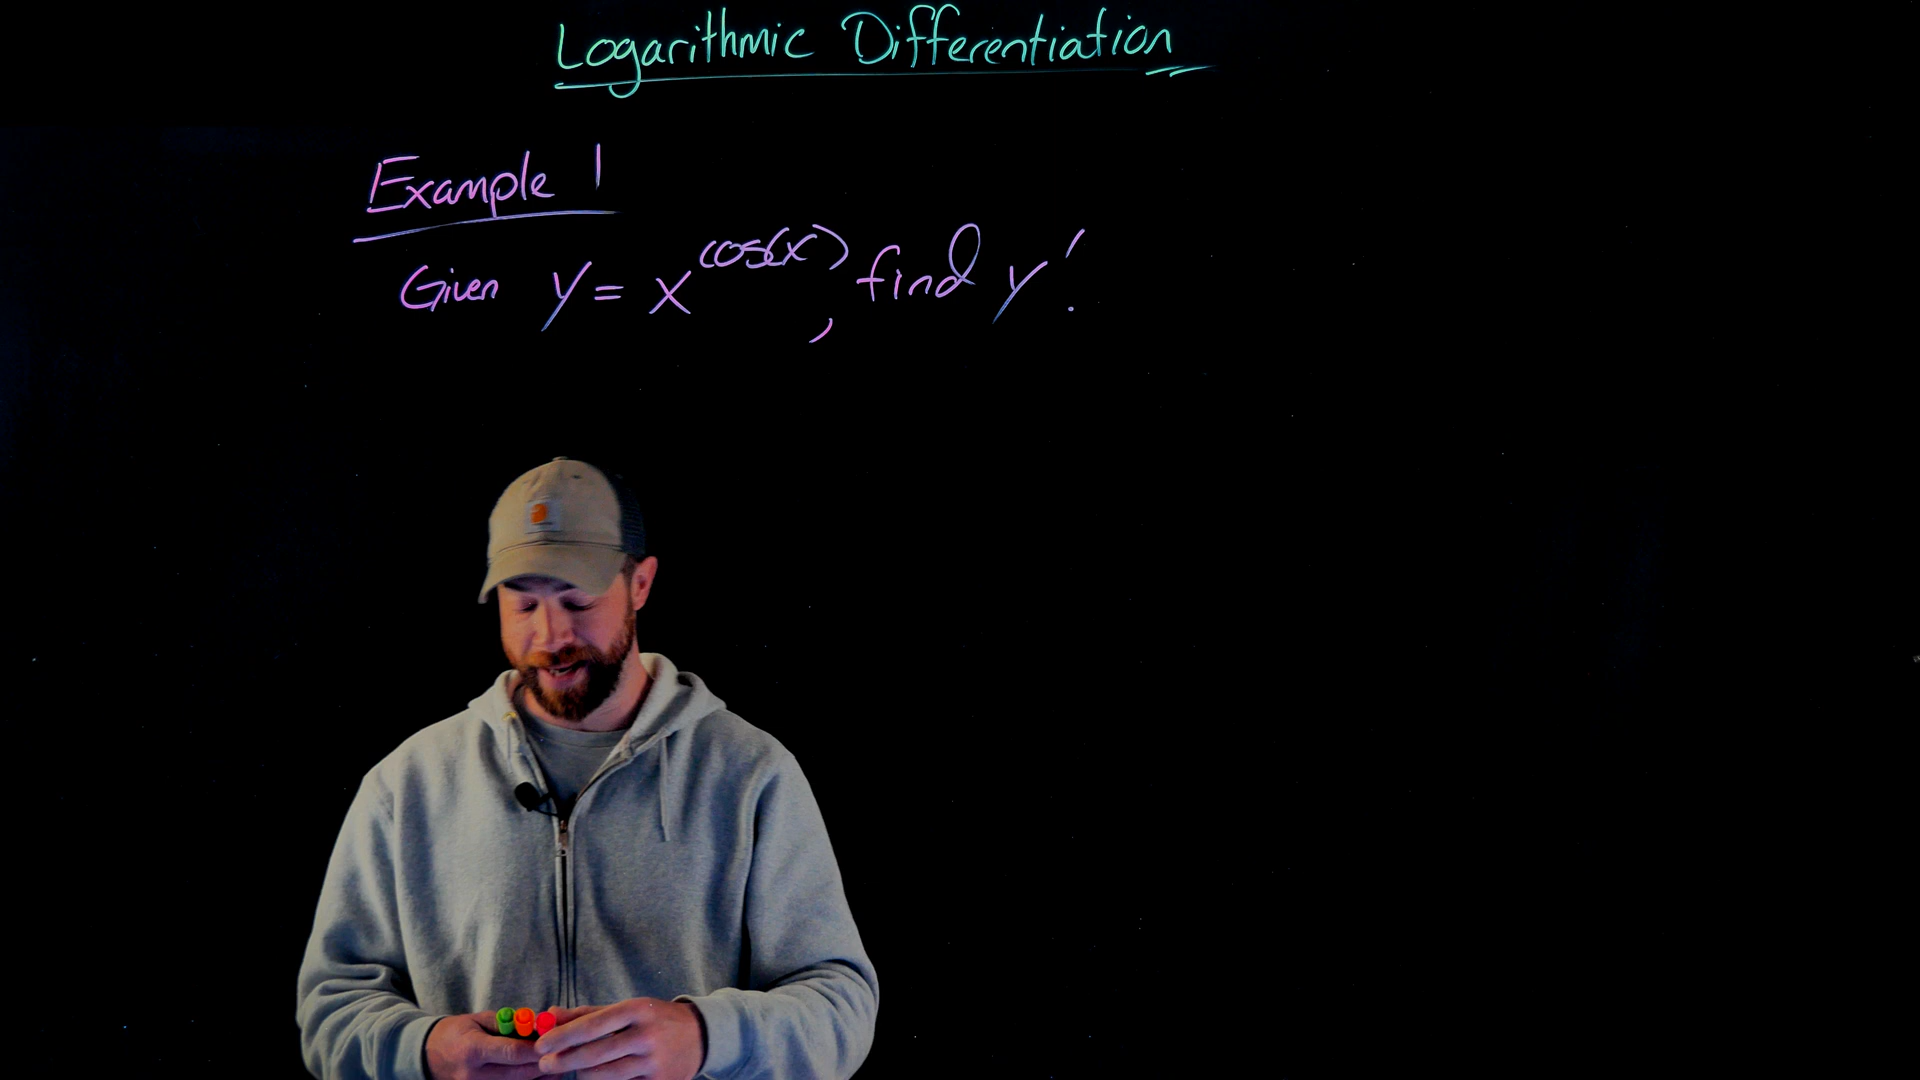 Logarithmic Differentiation
Example 1
Given y = x^cos(x), find y'.